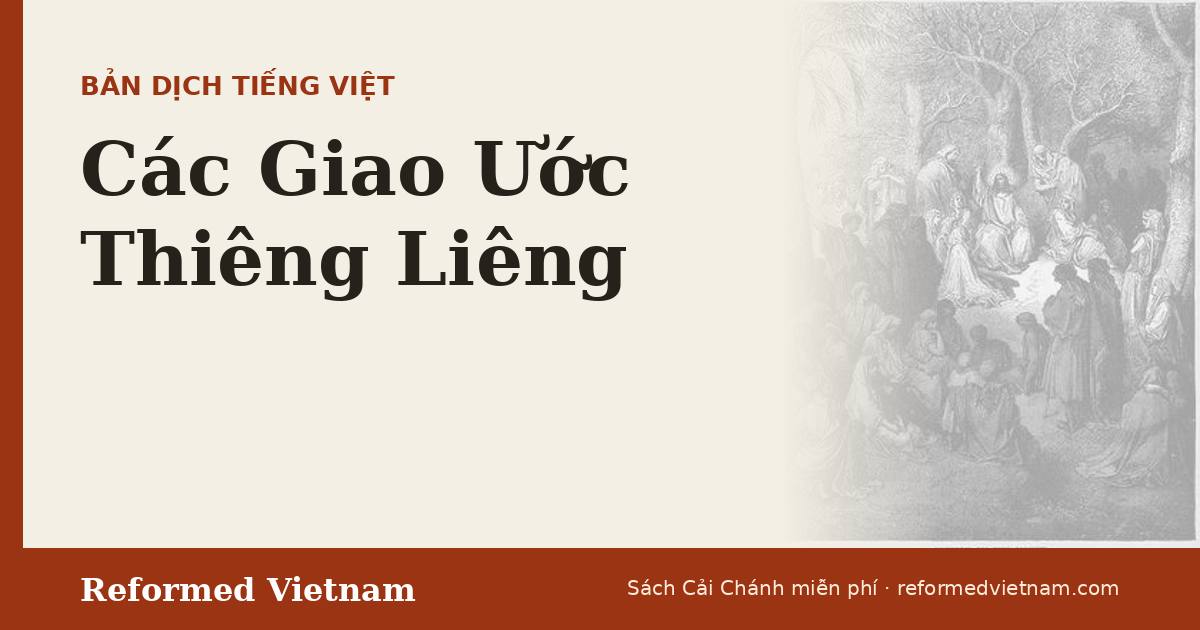 BẢN DỊCH TIẾNG VIỆT
Các Giao Ước
Thiêng Liêng
Reformed Vietnam
Sách Cải Chánh miễn phí · reformedvietnam.com